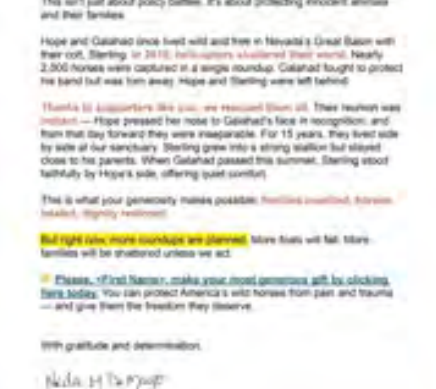 This isn't just about policy battles. It's about protecting innocent animals
and their families.
Hope and Galahad once lived wild and free in Nevada's Great Basin with
their colt, Sterling. In 2010, helicopters shattered their world. Nearly
2,000 horses were captured in a single roundup. Galahad fought to protect
his band but was torn away. Hope and Sterling were left behind.
Thanks to supporters like you, we rescued them all. Their reunion was
instant — Hope pressed her nose to Galahad's face in recognition, and
from that day forward they were inseparable. For 15 years, they lived side
by side at our sanctuary. Sterling grew into a strong stallion but stayed
close to his parents. When Galahad passed this summer, Sterling stood
faithfully by Hope's side, offering quiet comfort.
This is what your generosity makes possible: families reunited, horses
healed, dignity restored.
But right now, more roundups are planned. More foals will fall. More
families will be shattered unless we act.
Please, <First Name>, make your most generous gift by clicking
here today. You can protect America's wild horses from pain and trauma
— and give them the freedom they deserve.
With gratitude and determination,